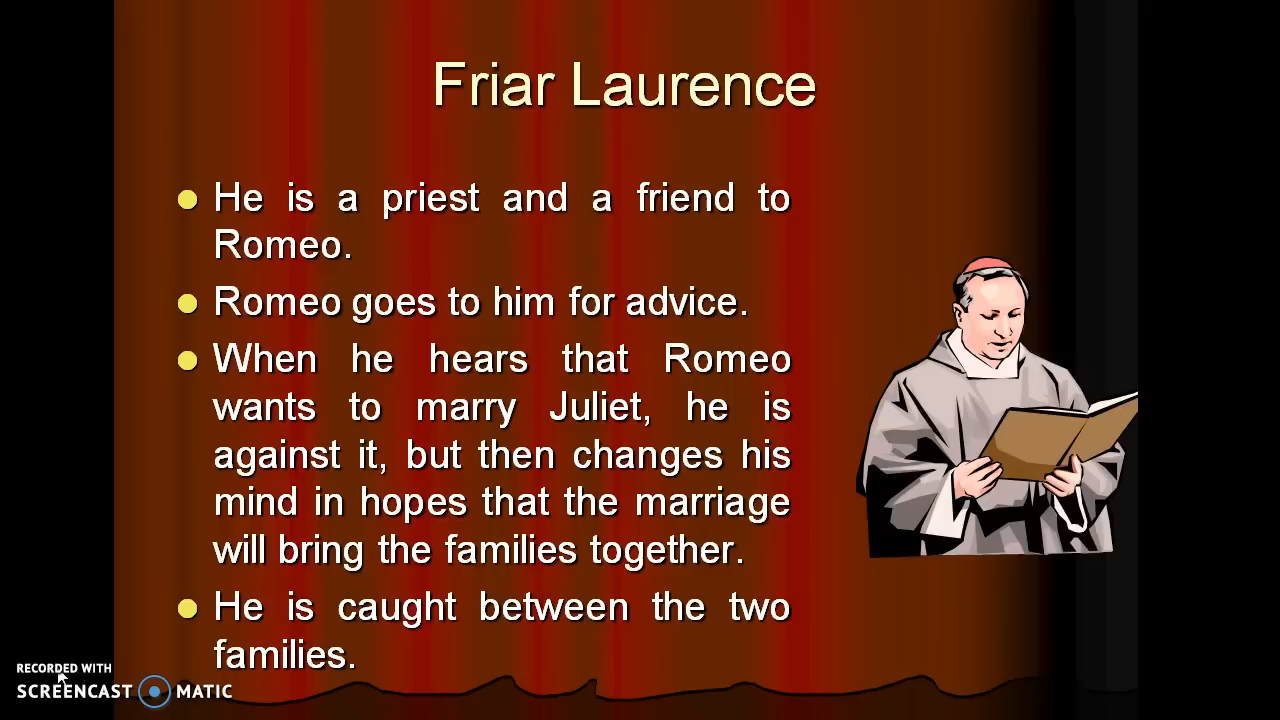 Friar Laurence
He is a priest and a friend to
Romeo.
Romeo goes to him for advice.
When he hears that Romeo
wants to marry Juliet, he is
against it, but then changes his
mind in hopes that the marriage
will bring the families together.
He is caught between the two
families.
RECORDED WITH
SCREENCAST MATIC